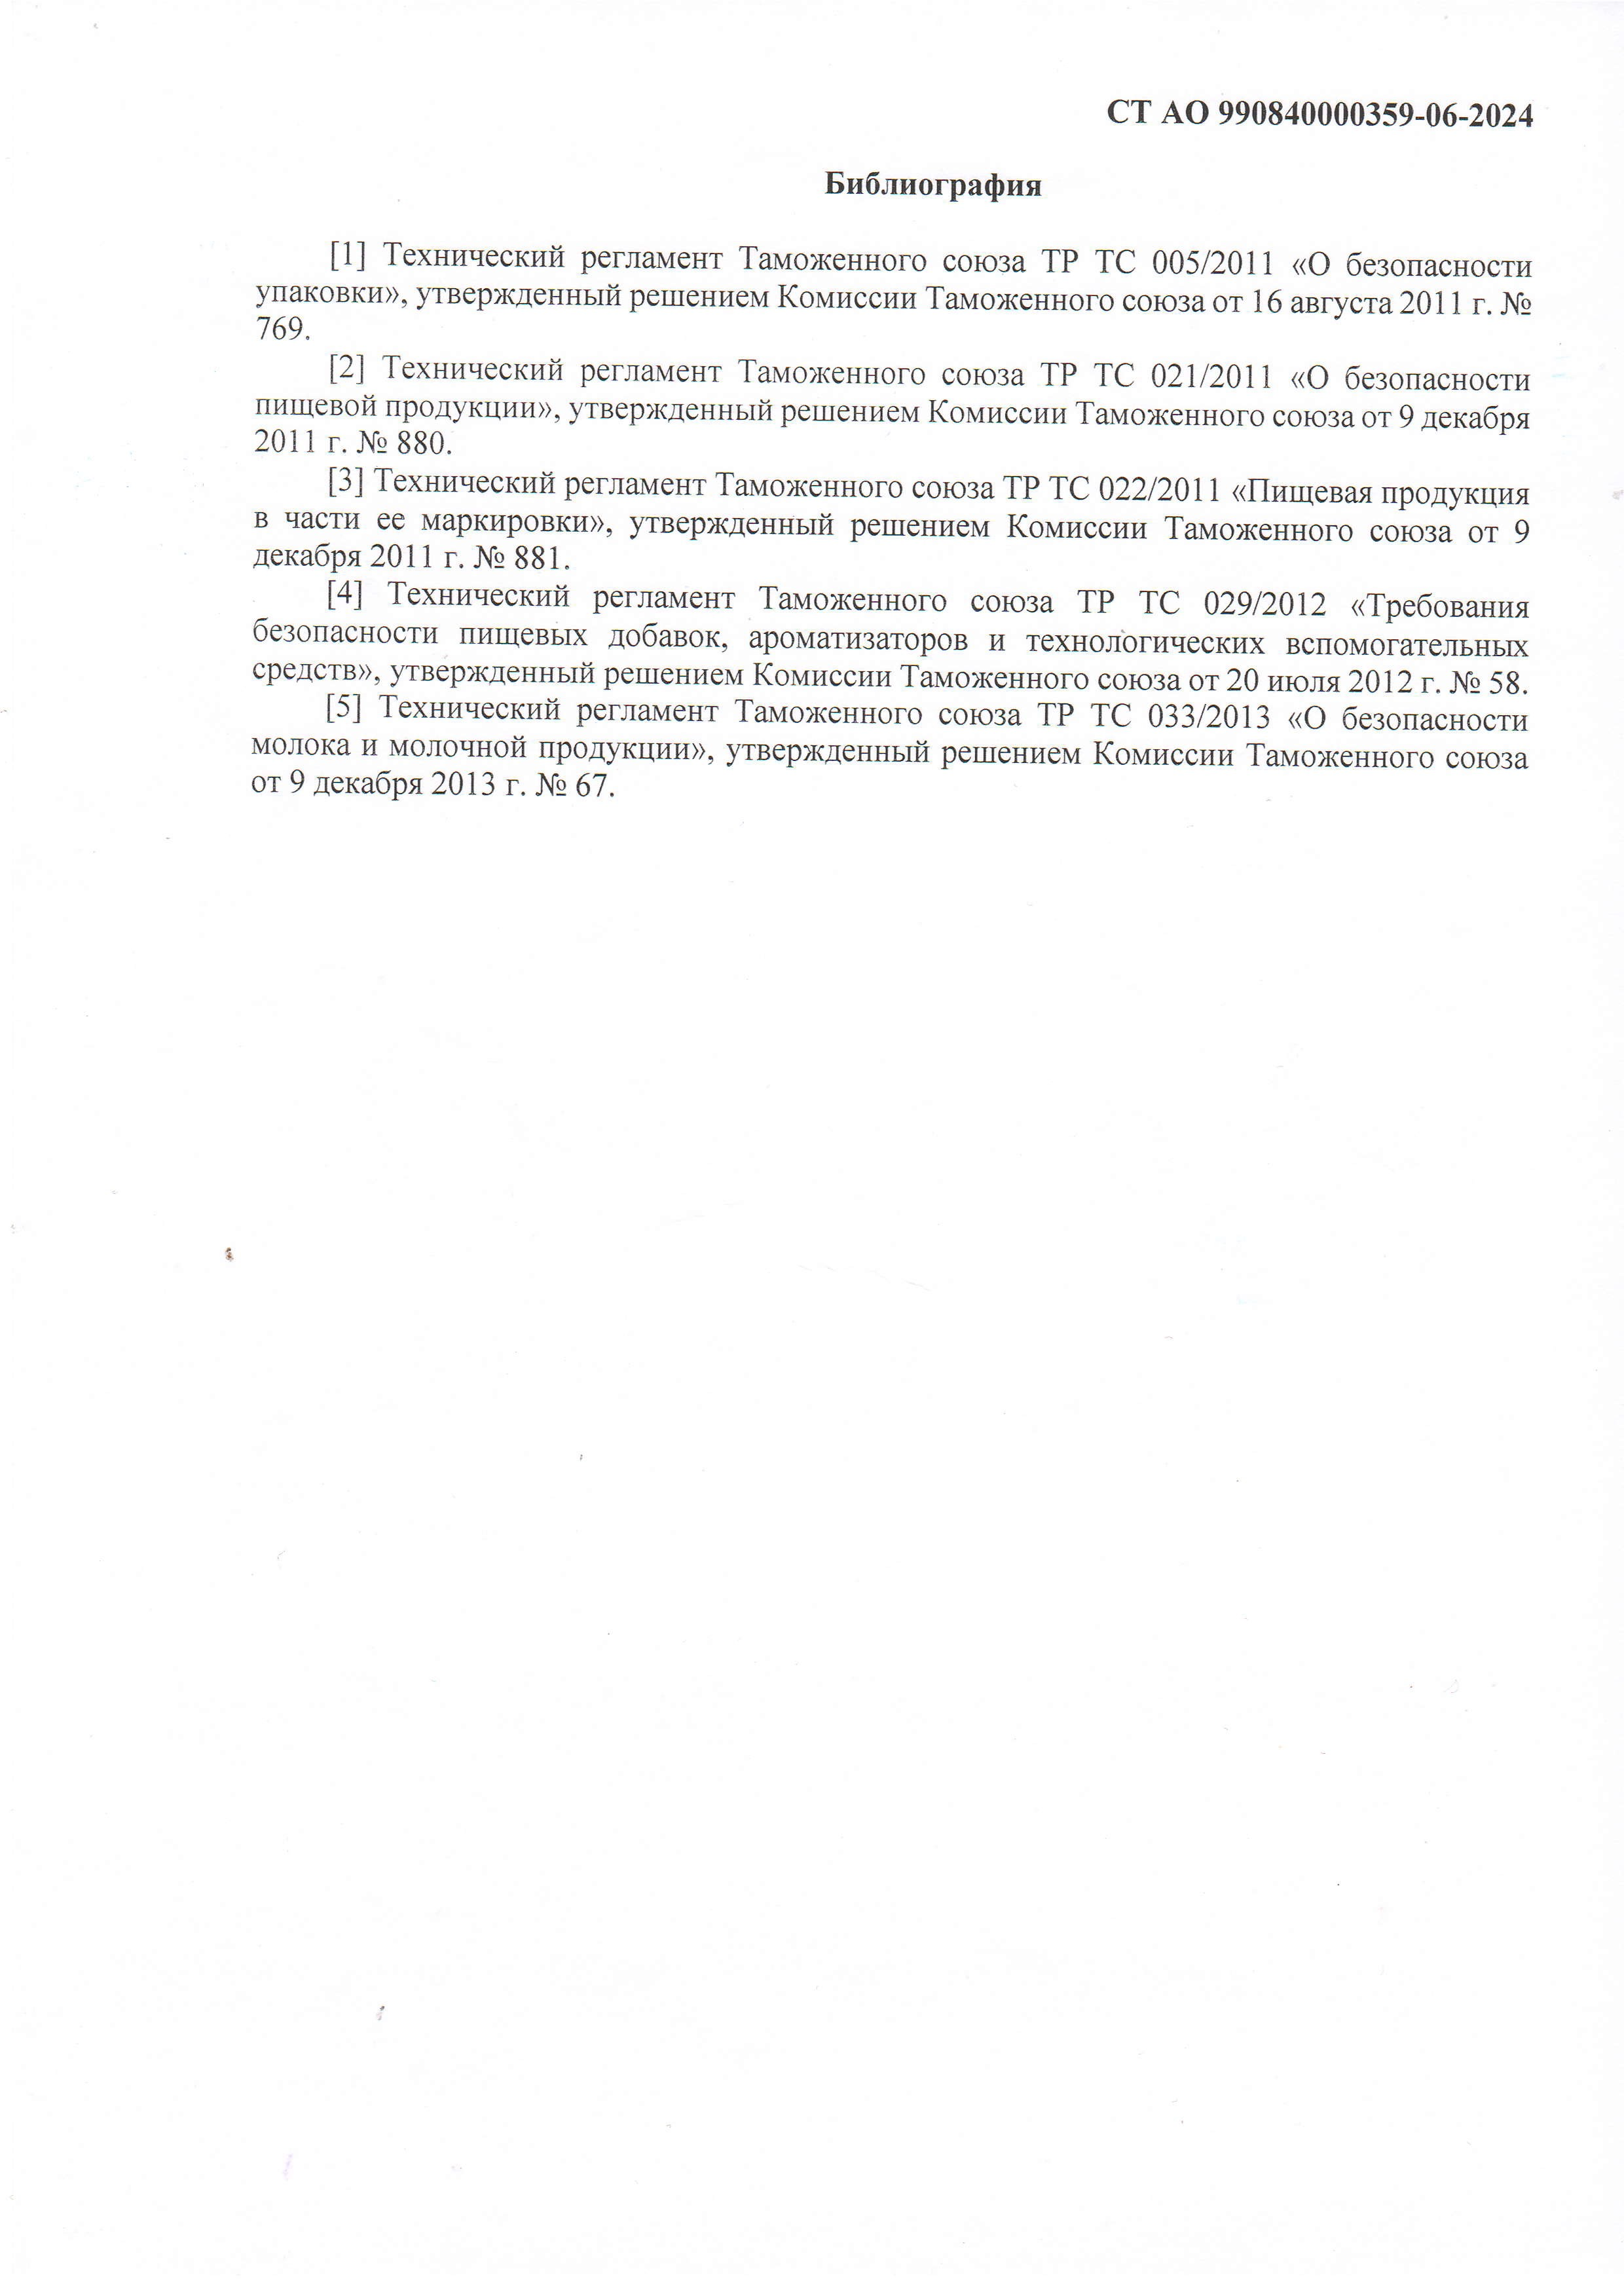 СТ АО 990840000359-06-2024
Библиография
[1] Технический регламент Таможенного союза ТР ТС 005/2011 «О безопасности
упаковки», утвержденный решением Комиссии Таможенного союза от 16 августа 2011 г. №
769.
[2] Технический регламент Таможенного союза ТР ТС 021/2011 «О безопасности
пищевой продукции», утвержденный решением Комиссии Таможенного союза от 9 декабря
2011 г. № 880.
[3] Технический регламент Таможенного союза ТР ТС 022/2011 «Пищевая продукция
в части ее маркировки», утвержденный решением Комиссии Таможенного союза от 9
декабря 2011 г. № 881.
[4] Технический регламент Таможенного союза ТР ТС 029/2012 «Требования
безопасности пищевых добавок, ароматизаторов и технологических вспомогательных
средств», утвержденный решением Комиссии Таможенного союза от 20 июля 2012 г. № 58.
[5] Технический регламент Таможенного союза ТР ТС 033/2013 «О безопасности
молока и молочной продукции», утвержденный решением Комиссии Таможенного союза
от 9 декабря 2013 г. № 67.